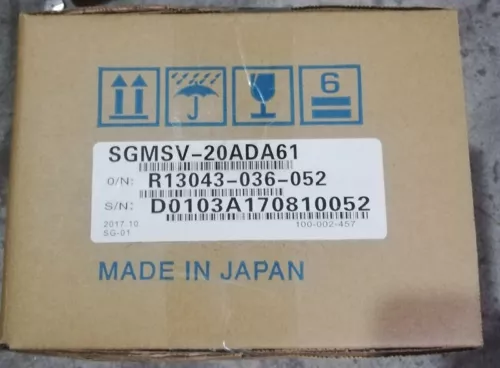 6
SGMSV-20ADA61
O/N: R13043-036-052
S/N: D0103A170810052
2017.10 100-002-457
SG-01
MADE IN JAPAN